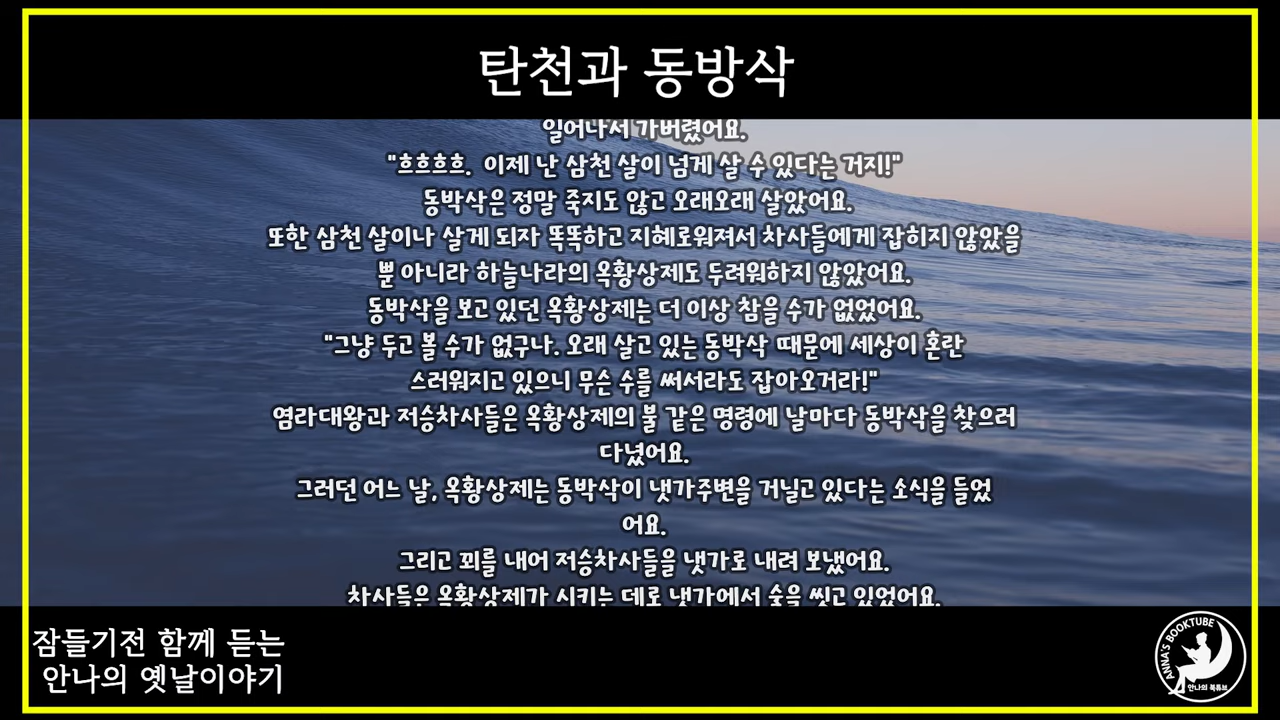 탄천과 동방삭
일어나서 가버렸어요.
"흐흐흐흐. 이제 난 삼천 살이 넘게 살 수 있다는 거지!"
동박삭은 정말 죽지도 않고 오래오래 살았어요.
또한 삼천 살이나 살게 되자 똑똑하고 지혜로워져서 차사들에게 잡히지 않았을
뿐 아니라 하늘나라의 옥황상제도 두려워하지 않았어요.
동박삭을 보고 있던 옥황상제는 더 이상 참을 수가 없었어요.
"그냥 두고 볼 수가 없구나. 오래 살고 있는 동박삭 때문에 세상이 혼란
스러워지고 있으니 무슨 수를 써서라도 잡아오거라!"
염라대왕과 저승차사들은 옥황상제의 불 같은 명령에 날마다 동박삭을 찾으러
다녔어요.
그러던 어느 날, 옥황상제는 동박삭이 냇가주변을 거닐고 있다는 소식을 들었
어요.
그리고 꾀를 내어 저승차사들을 냇가로 내려 보냈어요.
차사들은 옥황상제가 시키는 데로 냇가에서 숯을 씻고 있었어요.
잠들기전 함께 듣는
안나의 옛날이야기
ANNA'S BOOKTUBE
안나의 북튜브